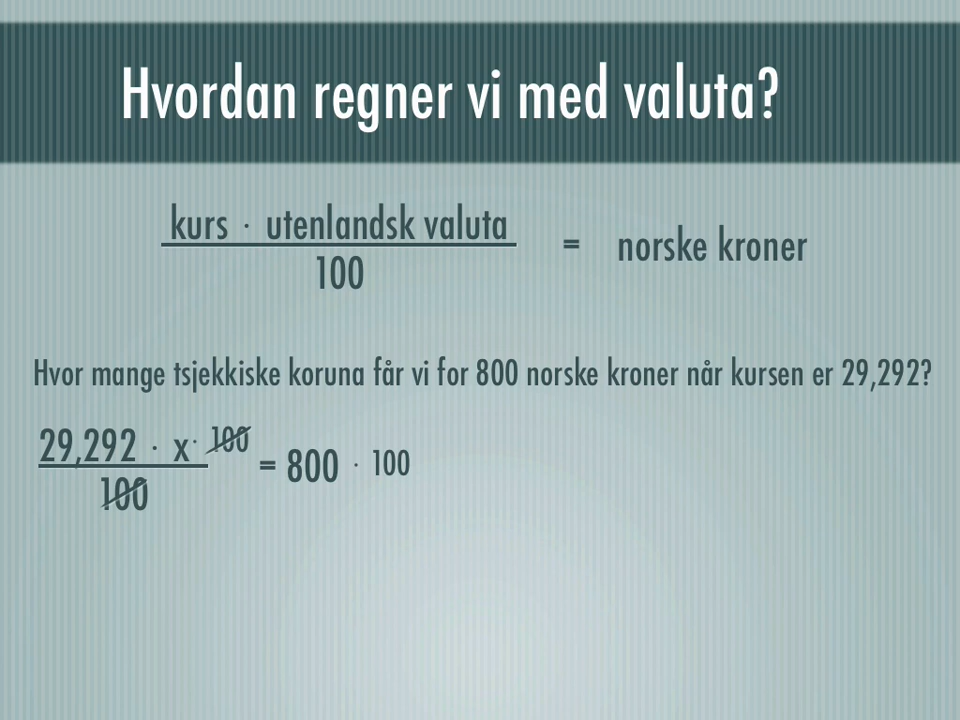 Hvordan regner vi med valuta?
kurs · utenlandsk valuta
100
= norske kroner
Hvor mange tsjekkiske koruna får vi for 800 norske kroner når kursen er 29,292?
29,292 · x · 100
100
= 800 · 100